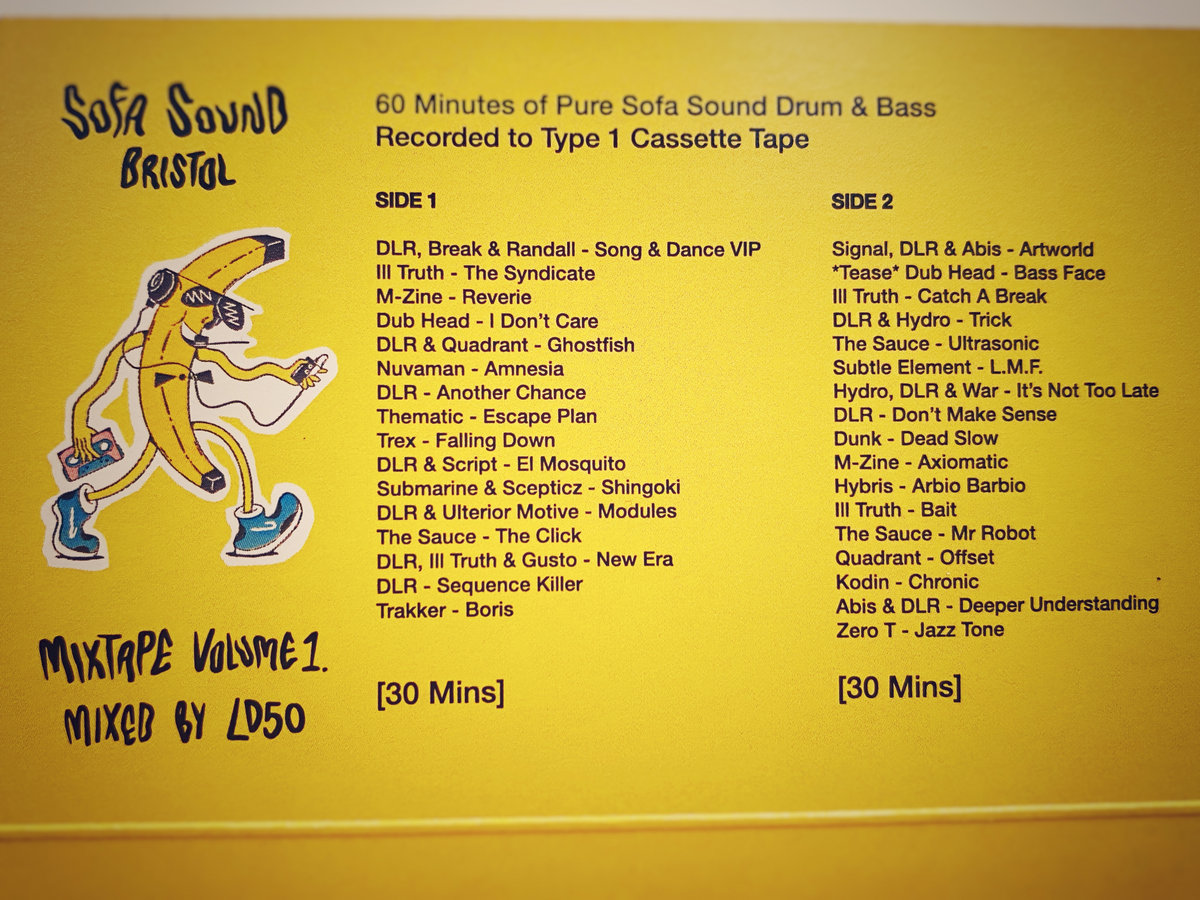 SOFA SOUND
BRISTOL
60 Minutes of Pure Sofa Sound Drum & Bass
Recorded to Type 1 Cassette Tape
SIDE 1
DLR, Break & Randall - Song & Dance VIP
Ill Truth - The Syndicate
M-Zine - Reverie
Dub Head - I Don't Care
DLR & Quadrant - Ghostfish
Nuvaman - Amnesia
DLR - Another Chance
Thematic - Escape Plan
Trex - Falling Down
DLR & Script - El Mosquito
Submarine & Scepticz - Shingoki
DLR & Ulterior Motive - Modules
The Sauce - The Click
DLR, Ill Truth & Gusto - New Era
DLR - Sequence Killer
Trakker - Boris
[30 Mins]
SIDE 2
Signal, DLR & Abis - Artworld
*Tease* Dub Head - Bass Face
Ill Truth - Catch A Break
DLR & Hydro - Trick
The Sauce - Ultrasonic
Subtle Element - L.M.F.
Hydro, DLR & War - It's Not Too Late
DLR - Don't Make Sense
Dunk - Dead Slow
M-Zine - Axiomatic
Hybris - Arbio Barbio
Ill Truth - Bait
The Sauce - Mr Robot
Quadrant - Offset
Kodin - Chronic
Abis & DLR - Deeper Understanding
Zero T - Jazz Tone
[30 Mins]
MIXTAPE VOLUME 1.
MIXED BY LD50